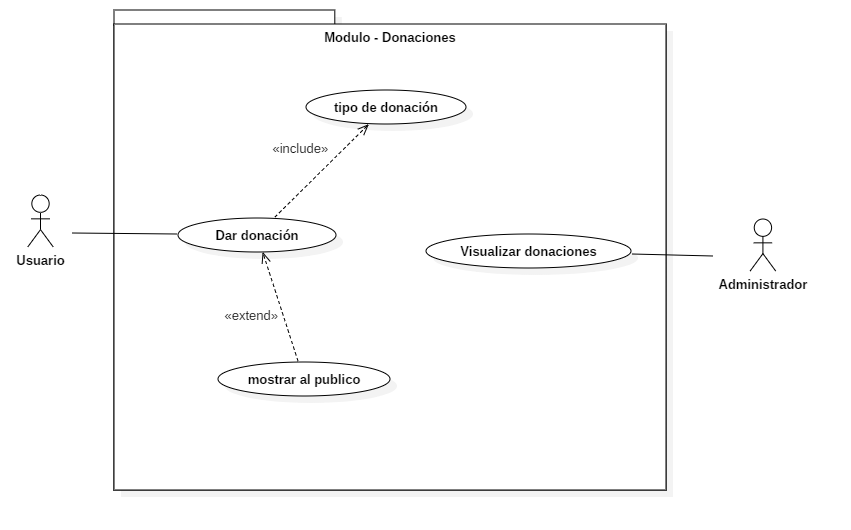 Modulo - Donaciones
tipo de donación
«include»
Usuario
Dar donación
Visualizar donaciones
Administrador
«extend»
mostrar al publico